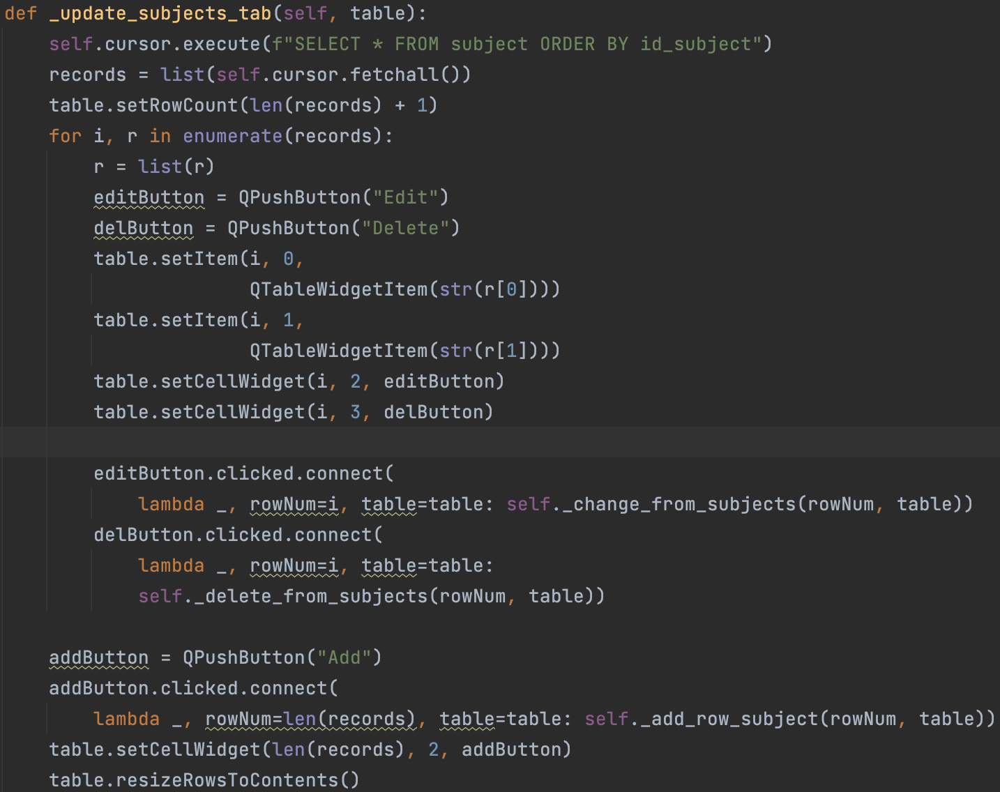 def _update_subjects_tab(self, table):
    self.cursor.execute(f"SELECT * FROM subject ORDER BY id_subject")
    records = list(self.cursor.fetchall())
    table.setRowCount(len(records) + 1)
    for i, r in enumerate(records):
        r = list(r)
        editButton = QPushButton("Edit")
        delButton = QPushButton("Delete")
        table.setItem(i, 0,
                      QTableWidgetItem(str(r[0])))
        table.setItem(i, 1,
                      QTableWidgetItem(str(r[1])))
        table.setCellWidget(i, 2, editButton)
        table.setCellWidget(i, 3, delButton)

        editButton.clicked.connect(
            lambda _, rowNum=i, table=table: self._change_from_subjects(rowNum, table))
        delButton.clicked.connect(
            lambda _, rowNum=i, table=table:
            self._delete_from_subjects(rowNum, table))

    addButton = QPushButton("Add")
    addButton.clicked.connect(
        lambda _, rowNum=len(records), table=table: self._add_row_subject(rowNum, table))
    table.setCellWidget(len(records), 2, addButton)
    table.resizeRowsToContents()